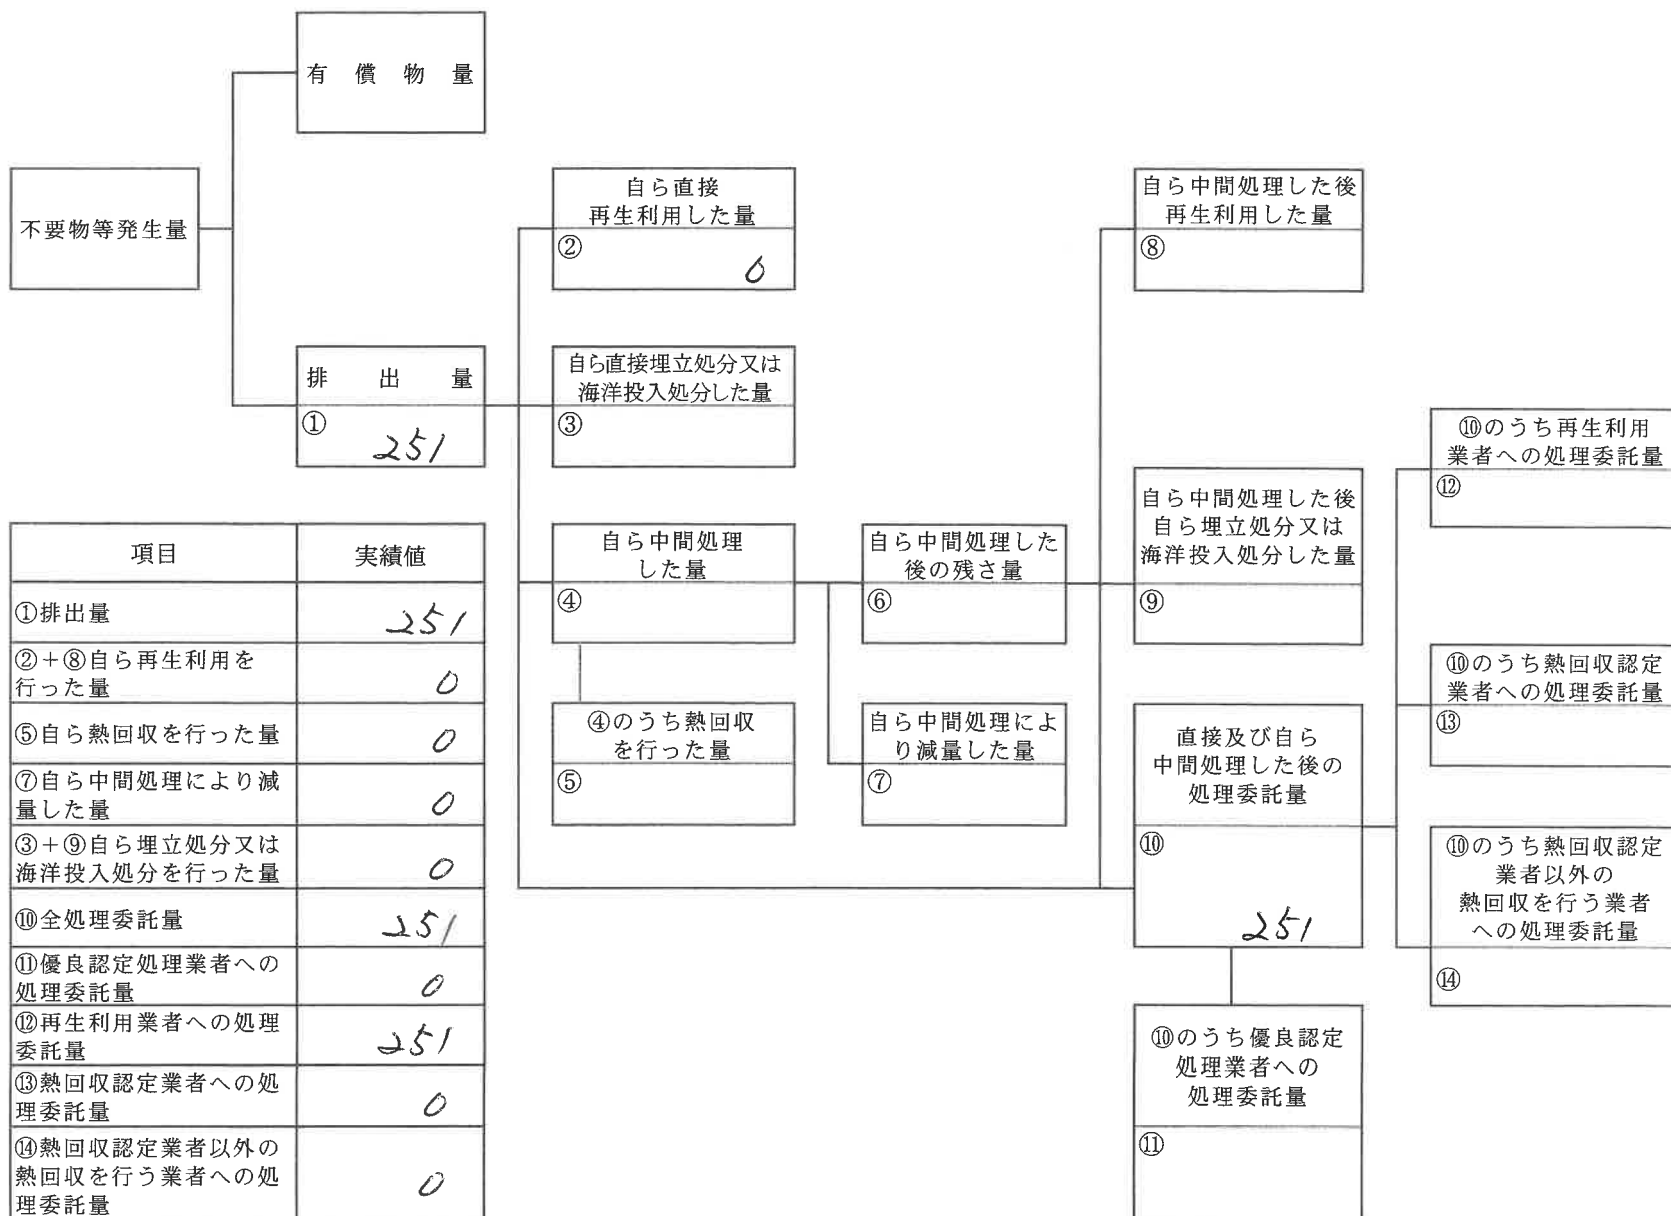 有償物量
不要物等発生量
排出量
①
251
自ら直接
再生利用した量
②
0
自ら直接埋立処分又は
海洋投入処分した量
③
自ら中間処理
した量
④
④のうち熱回収
を行った量
⑤
自ら中間処理した
後の残さ量
⑥
自ら中間処理によ
り減量した量
⑦
自ら中間処理した後
再生利用した量
⑧
自ら中間処理した後
自ら埋立処分又は
海洋投入処分した量
⑨
直接及び自ら
中間処理した後の
処理委託量
⑩
251
⑩のうち優良認定
処理業者への
処理委託量
⑪
⑩のうち再生利用
業者への処理委託量
⑫
⑩のうち熱回収認定
業者への処理委託量
⑬
⑩のうち熱回収認定
業者以外の
熱回収を行う業者
への処理委託量
⑭
項目 実績値
①排出量 251
②+⑧自ら再生利用を
行った量 0
⑤自ら熱回収を行った量 0
⑦自ら中間処理により減
量した量 0
③+⑨自ら埋立処分又は
海洋投入処分を行った量 0
⑩全処理委託量 251
⑪優良認定処理業者への
処理委託量 0
⑫再生利用業者への処理
委託量 251
⑬熱回収認定業者への処
理委託量 0
⑭熱回収認定業者以外の
熱回収を行う業者への処
理委託量 0